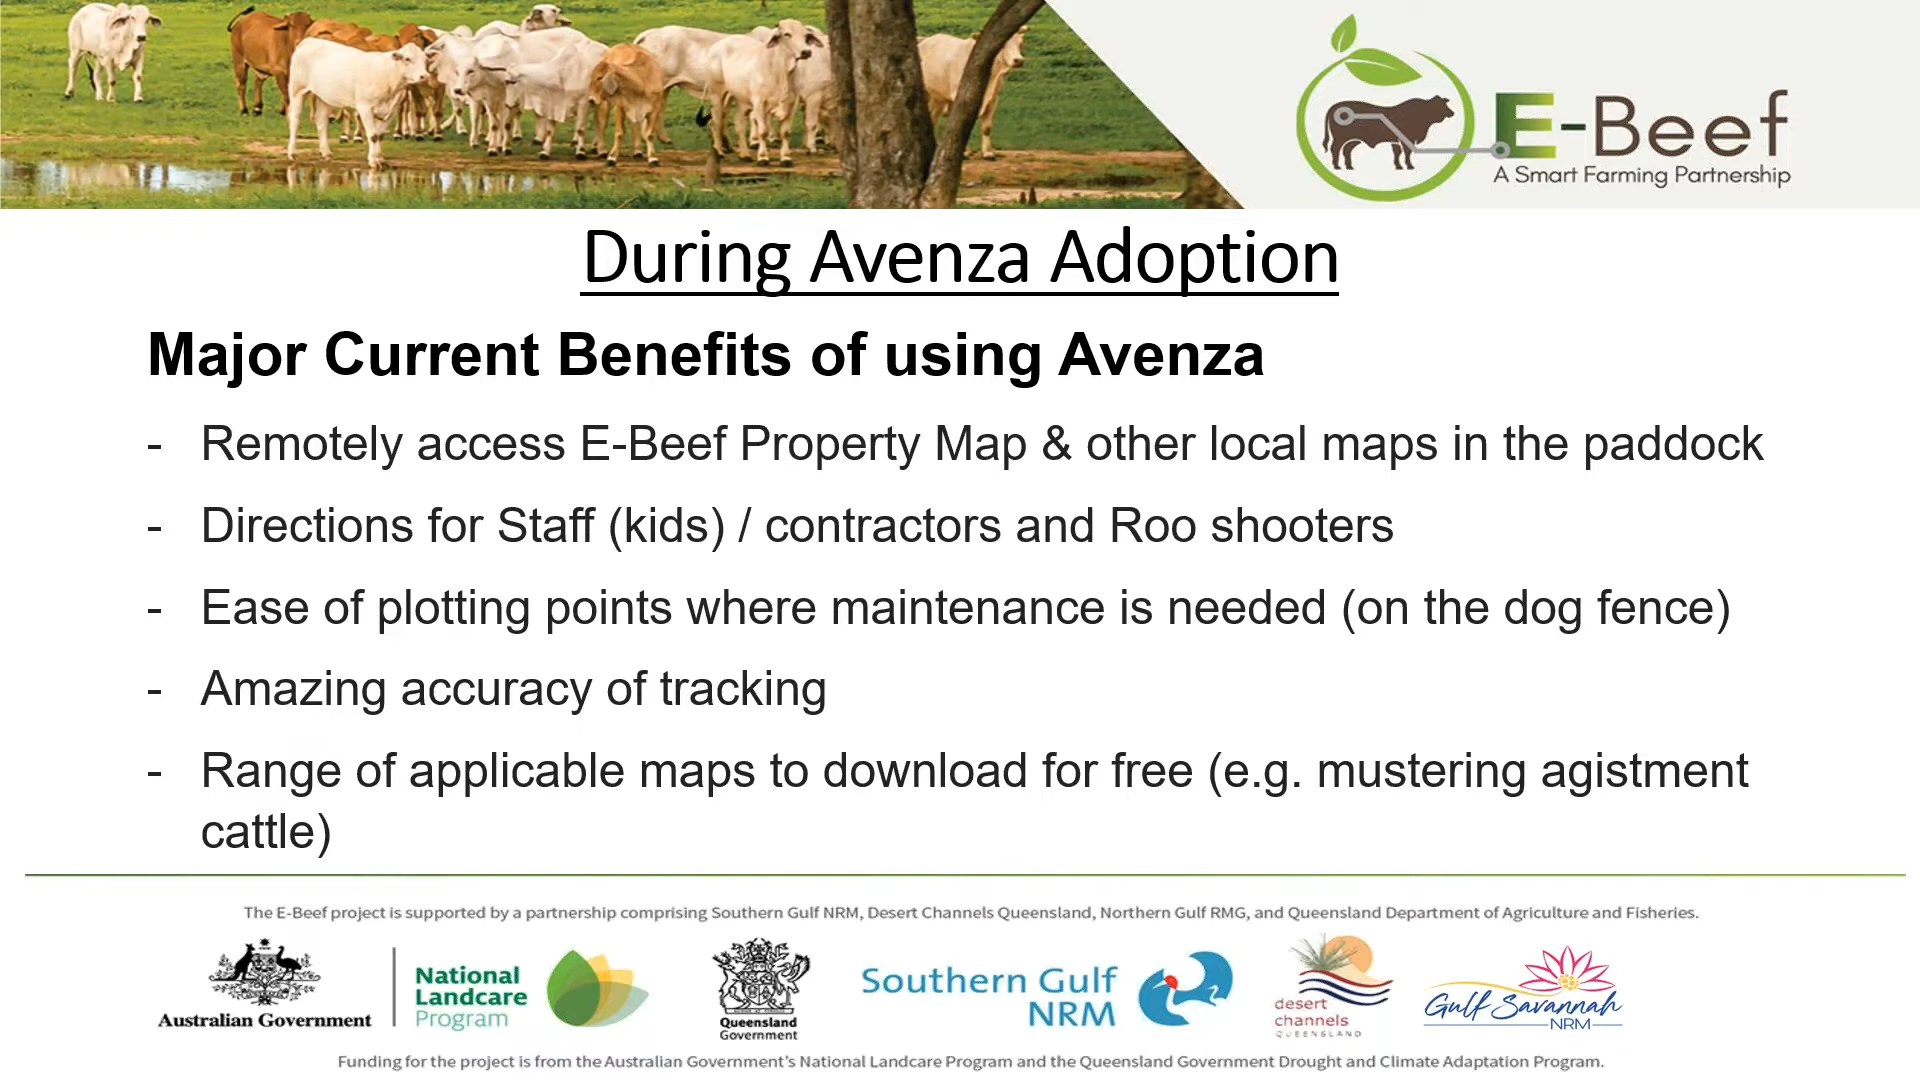 E-Beef
A Smart Farming Partnership
During Avenza Adoption
Major Current Benefits of using Avenza
- Remotely access E-Beef Property Map & other local maps in the paddock
- Directions for Staff (kids) / contractors and Roo shooters
- Ease of plotting points where maintenance is needed (on the dog fence)
- Amazing accuracy of tracking
- Range of applicable maps to download for free (e.g. mustering agistment
cattle)
The E-Beef project is supported by a partnership comprising Southern Gulf NRM, Desert Channels Queensland, Northern Gulf RMG, and Queensland Department of Agriculture and Fisheries.
Australian Government
National
Landcare
Program
Queensland
Government
Southern Gulf
NRM
desert
channels
QUEENSLAND
Gulf Savannah
NRM
Funding for the project is from the Australian Government's National Landcare Program and the Queensland Government Drought and Climate Adaptation Program.